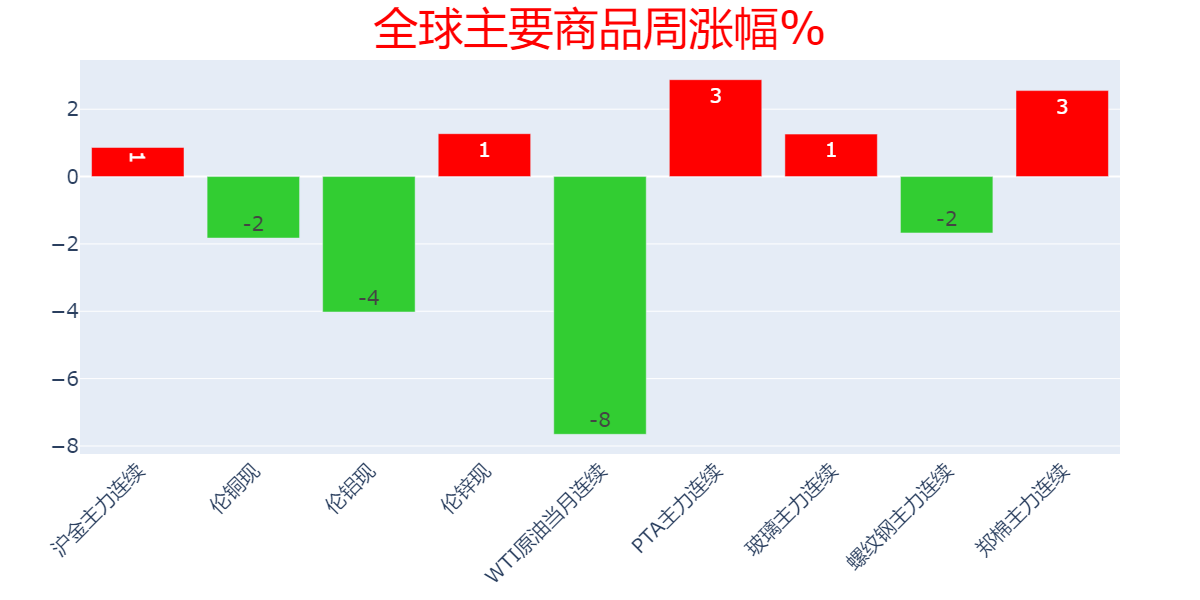 全球主要商品周涨幅%
2
0
−2
−4
−6
−8
1
-2
-4
1
-8
3
1
-2
3
沪金主力连续
伦铜现
伦铝现
伦锌现
WTI原油当月连续
PTA主力连续
玻璃主力连续
螺纹钢主力连续
郑棉主力连续